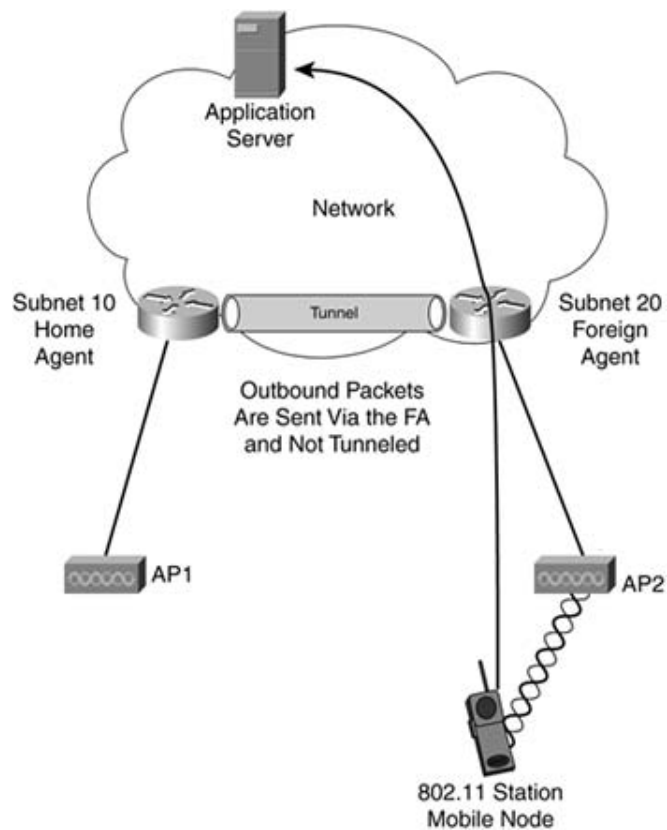 Application
Server
Network
Subnet 10
Home
Agent
Tunnel
Subnet 20
Foreign
Agent
Outbound Packets
Are Sent Via the FA
and Not Tunneled
AP1
AP2
802.11 Station
Mobile Node